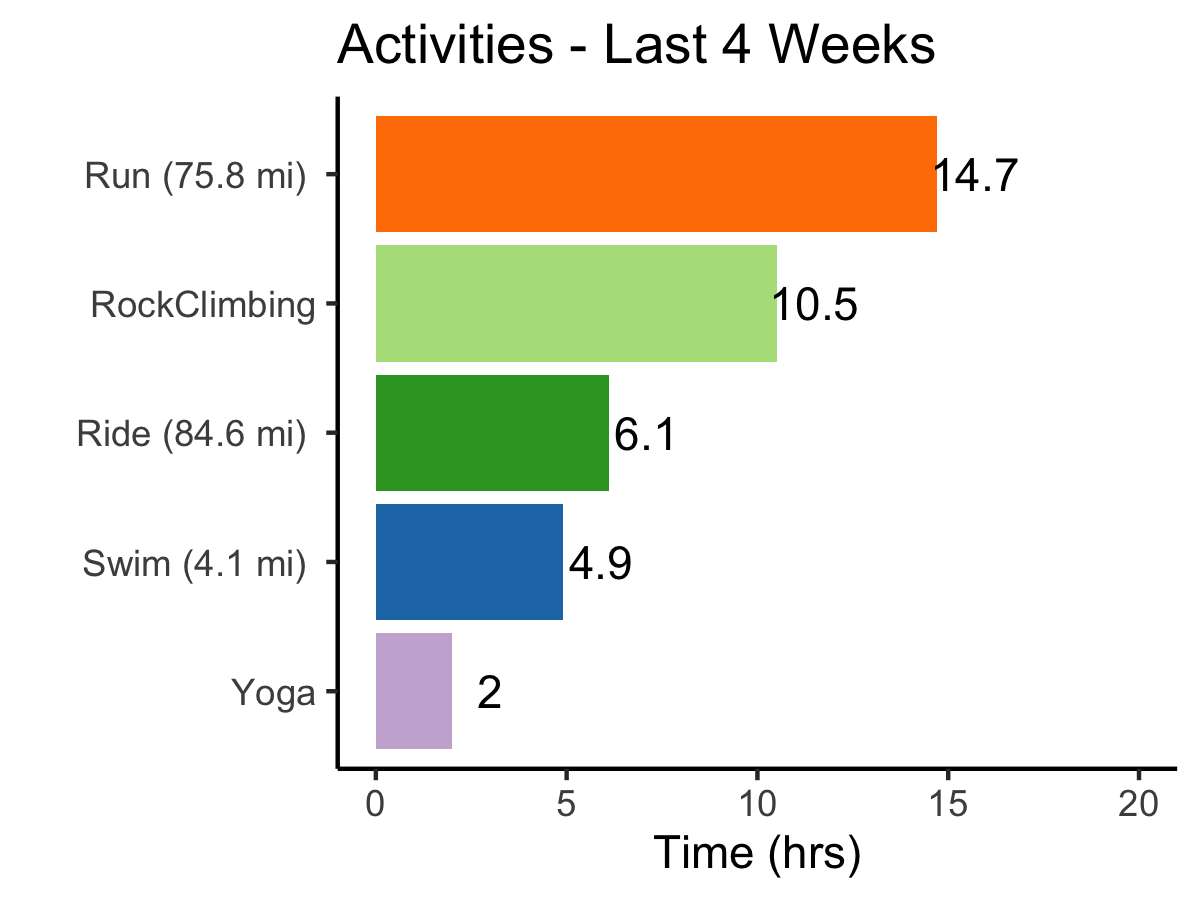 Activities - Last 4 Weeks
Run (75.8 mi)
14.7
RockClimbing
10.5
Ride (84.6 mi)
6.1
Swim (4.1 mi)
4.9
Yoga
2
0 5 10 15 20
Time (hrs)